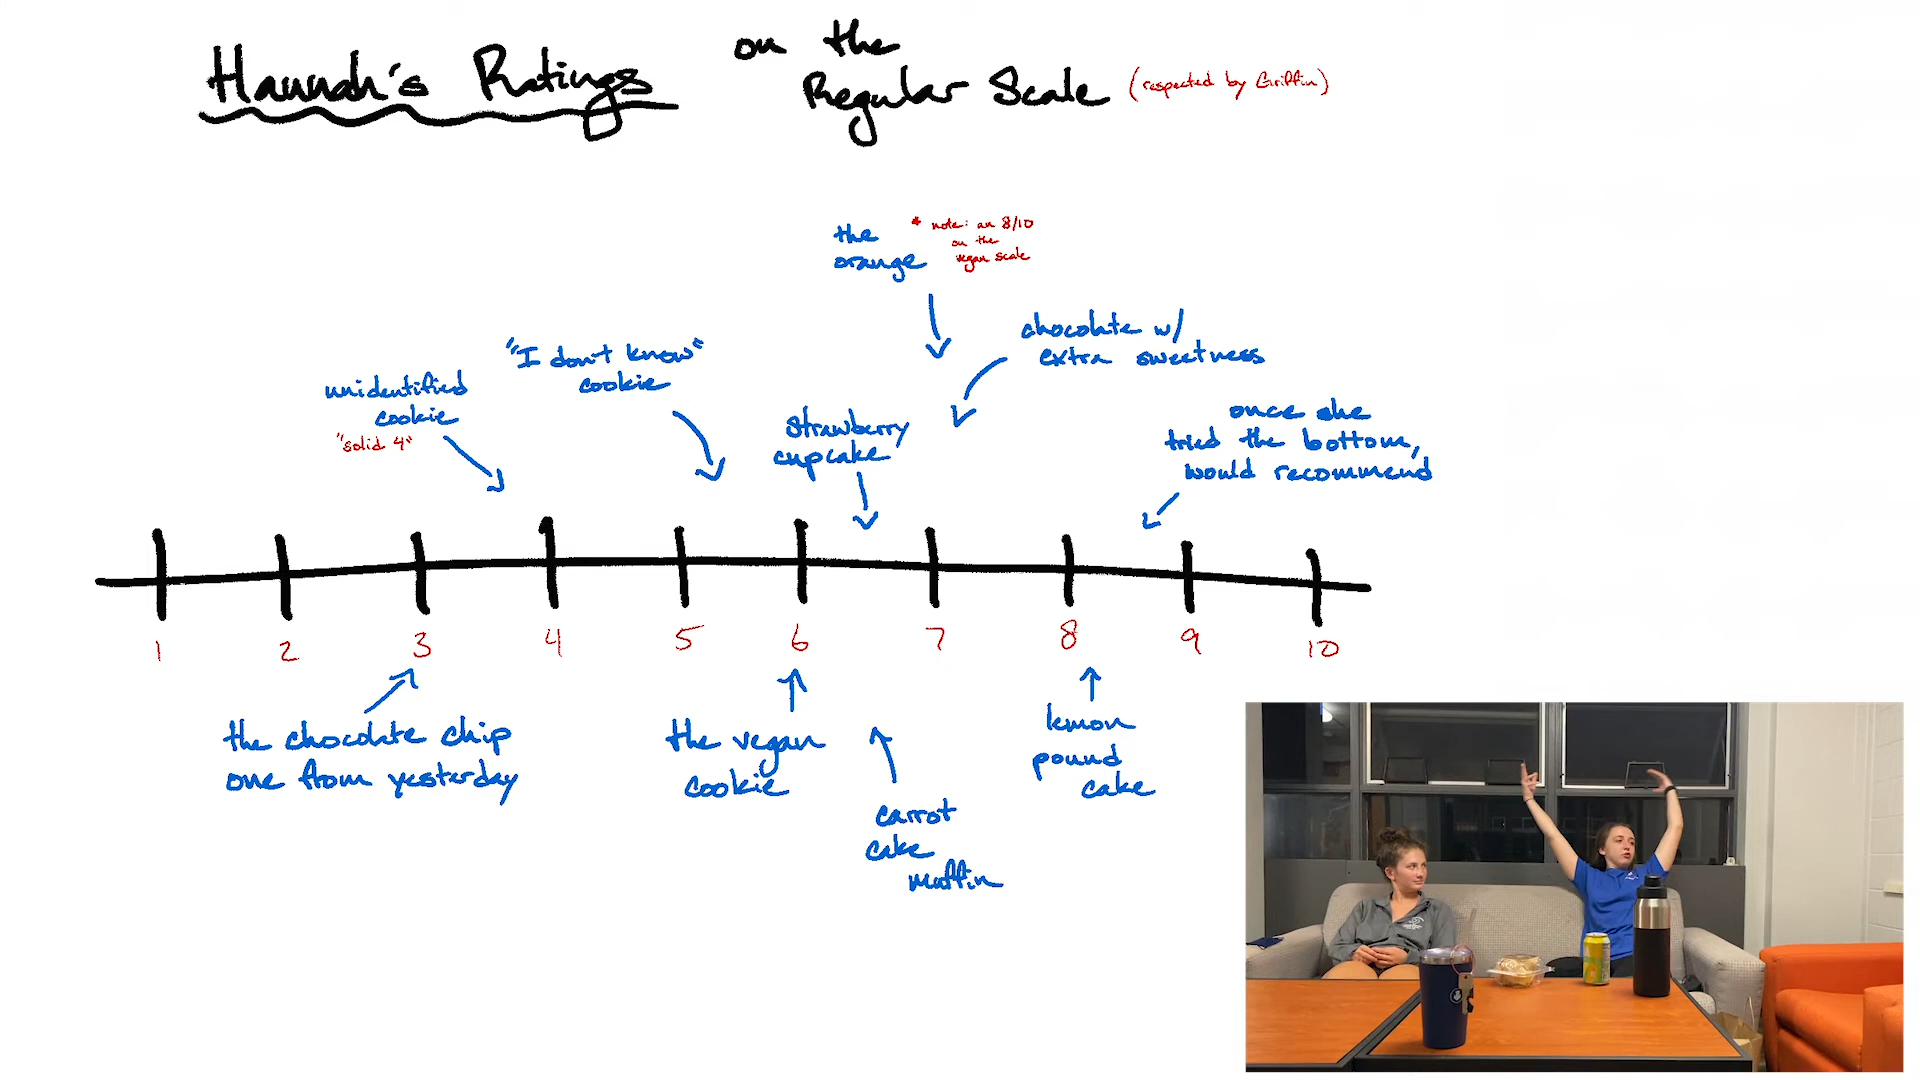 Hannah's Ratings on the
Regular Scale (respected by Griffin)
the
orange
* note: an 8/10
on the
vegan scale
chocolate w/
extra sweetness
"I don't know"
cookie
unidentified
cookie
"solid 4"
strawberry
cupcake
once she
tried the bottom,
would recommend
1 2 3 4 5 6 7 8 9 10
the chocolate chip
one from yesterday
the vegan
cookie
carrot
cake
muffin
lemon
pound
cake